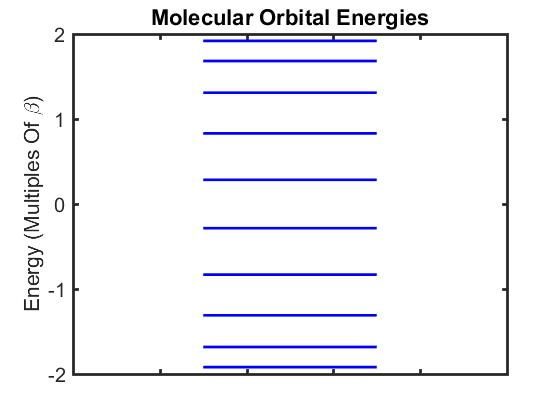 Molecular Orbital Energies
Energy (Multiples Of β)
2
1
0
-1
-2